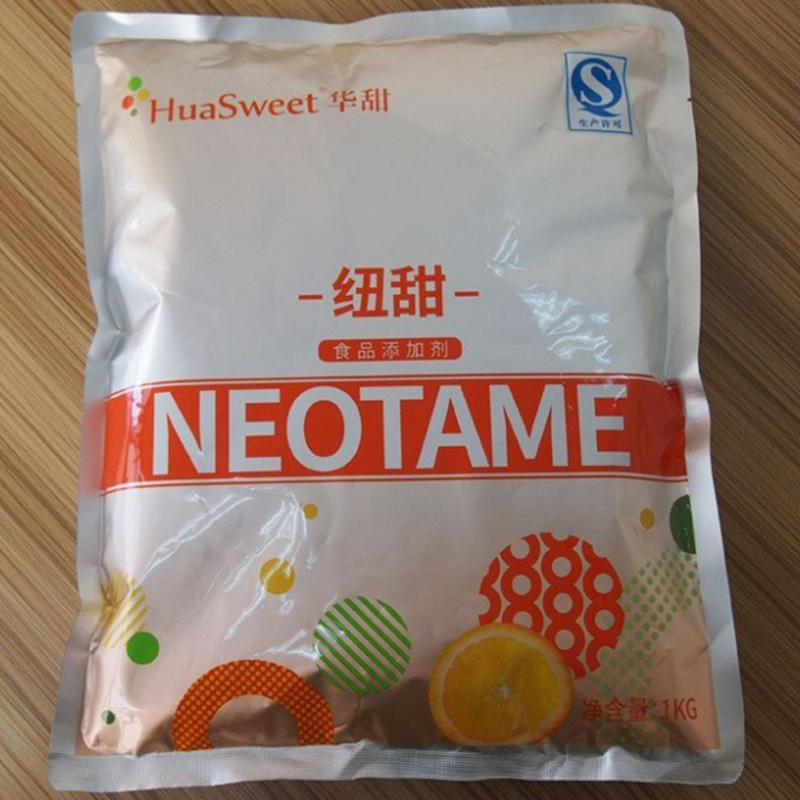 HuaSweet®华甜
生产许可
-纽甜-
食品添加剂
NEOTAME
净含量:1KG